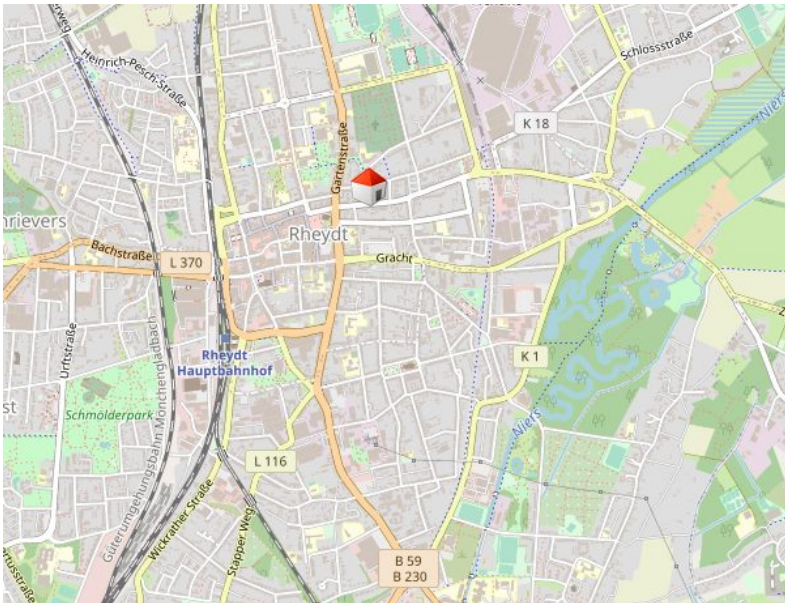 Heinrich-Pesch-Straße
Schlossstraße
K 18
Niers
Gartenstraße
Rheydt
Bachstraße
L 370
Gracht
Urftstraße
Güterumgehungsbahn Mönchengladbach
Rheydt
Hauptbahnhof
K 1
Schmölderpark
Niers
L 116
Wickrather Straße
Stapper Weg
B 59
B 230